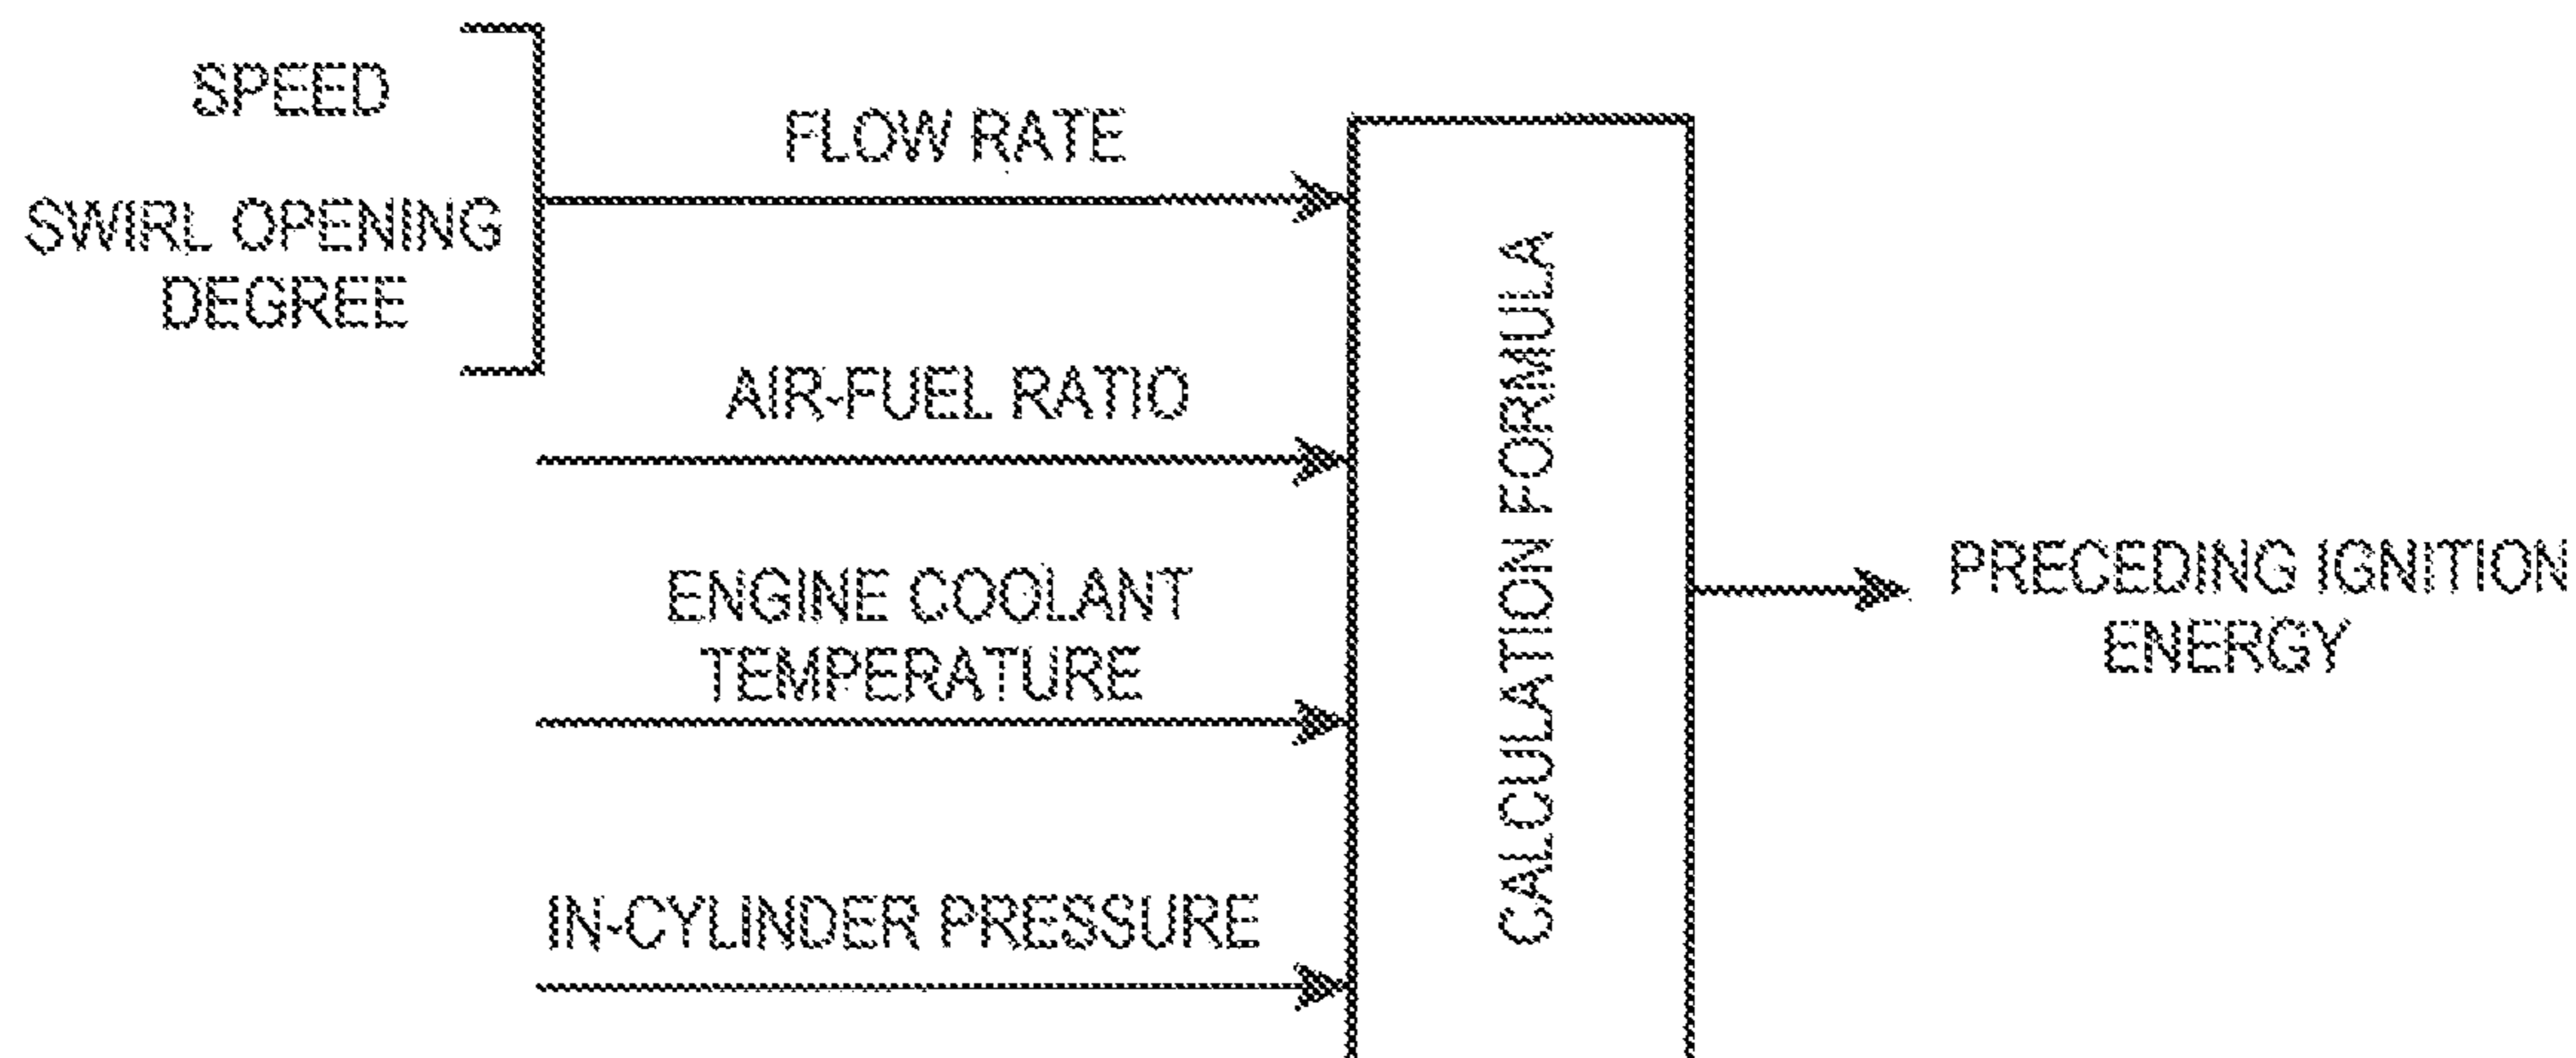 SPEED
SWIRL OPENING
DEGREE
FLOW RATE
AIR-FUEL RATIO
ENGINE COOLANT
TEMPERATURE
IN-CYLINDER PRESSURE
CALCULATION FORMULA
PRECEDING IGNITION
ENERGY